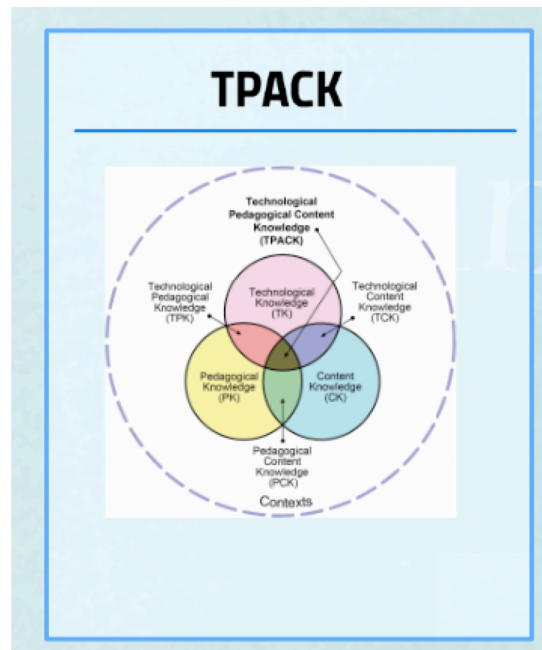 TPACK
Technological
Pedagogical Content
Knowledge
(TPACK)
Technological
Pedagogical
Knowledge
(TPK)
Technological
Knowledge
(TK)
Technological
Content
Knowledge
(TCK)
Pedagogical
Knowledge
(PK)
Content
Knowledge
(CK)
Pedagogical
Content
Knowledge
(PCK)
Contexts